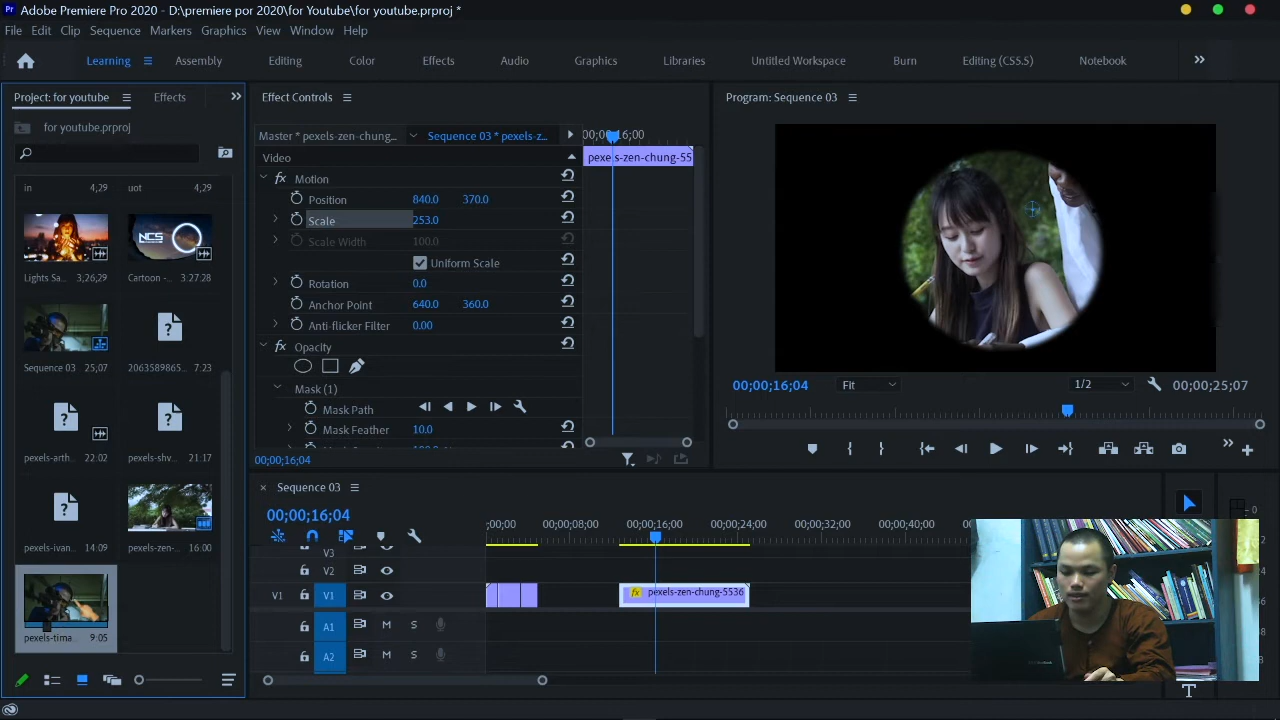 Pr Adobe Premiere Pro 2020 - D:\premiere por 2020\for Youtube\for youtube.prproj *
File Edit Clip Sequence Markers Graphics View Window Help
Learning Assembly Editing Color Effects Audio Graphics Libraries Untitled Workspace Burn Editing (CS5.5) Notebook
Project: for youtube Effects
for youtube.prproj
in 4,29 uot 4,29
NCS
Lights Sa... 3,26;29 Cartoon -... 3:27:28
Sequence 03 25;07 2063589865... 7:23
pexels-arth... 22:02 pexels-shv... 21:17
pexels-ivan... 14:09 pexels-zen-... 16:00
pexels-tima... 9:05
Effect Controls
Master * pexels-zen-chung... Sequence 03 * pexels-z...
00;00;16;00
Video
pexels-zen-chung-55
fx Motion
Position 840.0 370.0
Scale 253.0
Scale Width 100.0
Uniform Scale
Rotation 0.0
Anchor Point 640.0 360.0
Anti-flicker Filter 0.00
fx Opacity
Mask (1)
Mask Path
Mask Feather 10.0
00;00;16;04
Program: Sequence 03
00;00;16;04 Fit 1/2 00;00;25;07
Sequence 03
00;00;16;04
;00;00 00;00;08;00 00;00;16;00 00;00;24;00 00;00;32;00 00;00;40;00
V3
V2
V1 V1 fx pexels-zen-chung-5536
A1 M S
A2 M S
0
T